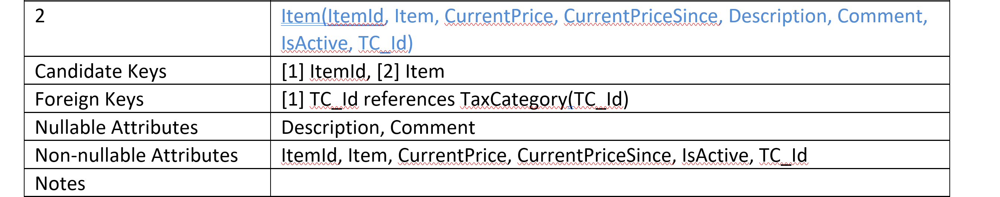 2 Item(ItemId, Item, CurrentPrice, CurrentPriceSince, Description, Comment,
IsActive, TC_Id)
Candidate Keys [1] ItemId, [2] Item
Foreign Keys [1] TC_Id references TaxCategory(TC_Id)
Nullable Attributes Description, Comment
Non-nullable Attributes ItemId, Item, CurrentPrice, CurrentPriceSince, IsActive, TC_Id
Notes